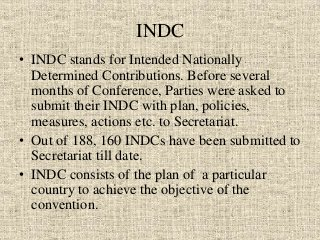 INDC
• INDC stands for Intended Nationally
Determined Contributions. Before several
months of Conference, Parties were asked to
submit their INDC with plan, policies,
measures, actions etc. to Secretariat.
• Out of 188, 160 INDCs have been submitted to
Secretariat till date.
• INDC consists of the plan of a particular
country to achieve the objective of the
convention.